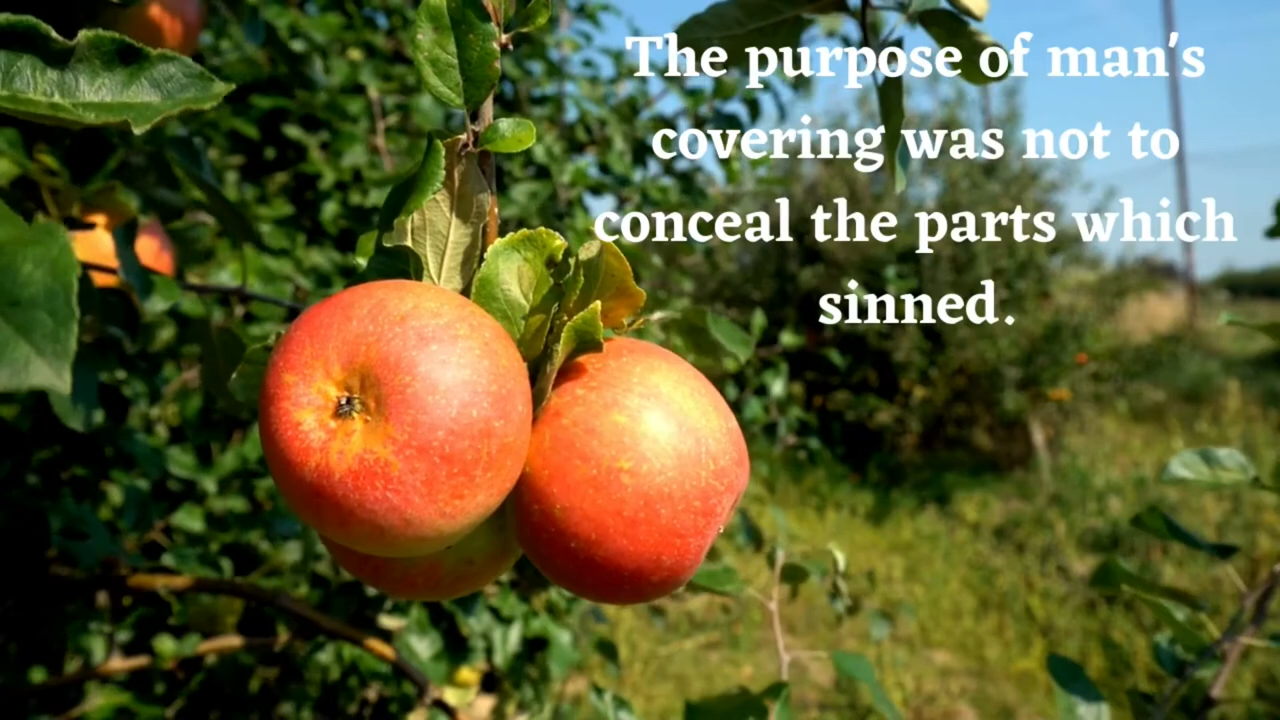 The purpose of man's
covering was not to
conceal the parts which
sinned.